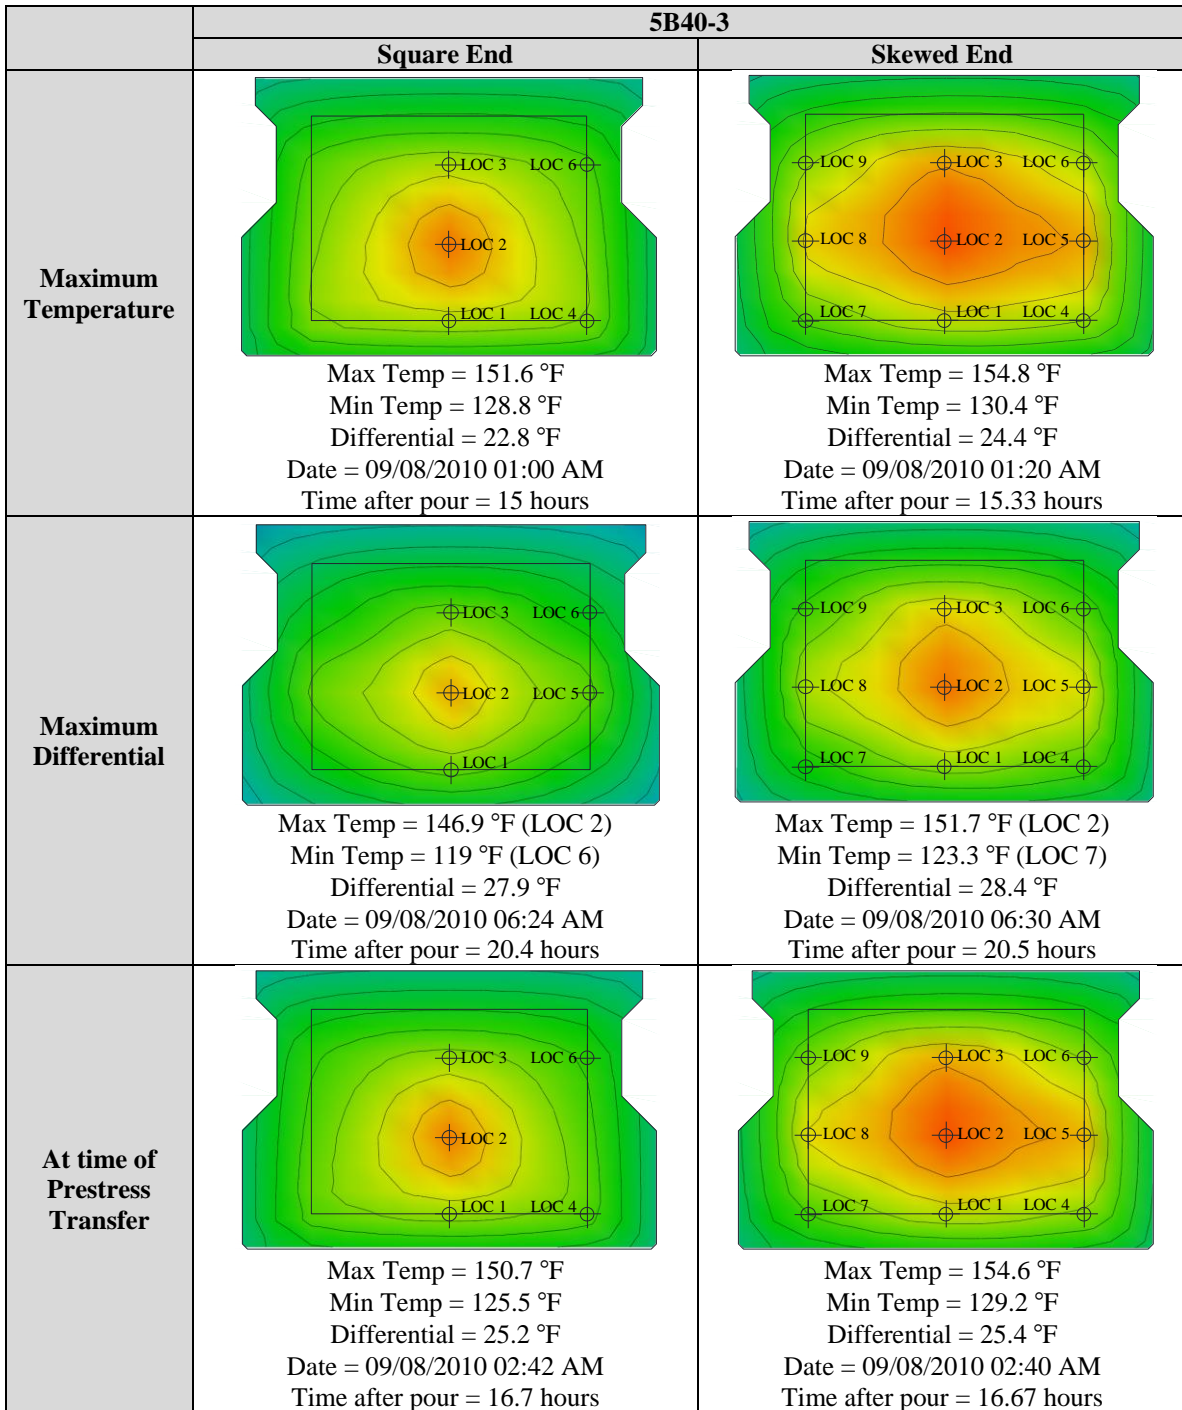 5B40-3
Square End
Skewed End
Maximum
Temperature
LOC 3 LOC 6
LOC 2
LOC 1 LOC 4
Max Temp = 151.6 °F
Min Temp = 128.8 °F
Differential = 22.8 °F
Date = 09/08/2010 01:00 AM
Time after pour = 15 hours
LOC 9 LOC 3 LOC 6
LOC 8 LOC 2 LOC 5
LOC 7 LOC 1 LOC 4
Max Temp = 154.8 °F
Min Temp = 130.4 °F
Differential = 24.4 °F
Date = 09/08/2010 01:20 AM
Time after pour = 15.33 hours
Maximum
Differential
LOC 3 LOC 6
LOC 2 LOC 5
LOC 1
Max Temp = 146.9 °F (LOC 2)
Min Temp = 119 °F (LOC 6)
Differential = 27.9 °F
Date = 09/08/2010 06:24 AM
Time after pour = 20.4 hours
LOC 9 LOC 3 LOC 6
LOC 8 LOC 2 LOC 5
LOC 7 LOC 1 LOC 4
Max Temp = 151.7 °F (LOC 2)
Min Temp = 123.3 °F (LOC 7)
Differential = 28.4 °F
Date = 09/08/2010 06:30 AM
Time after pour = 20.5 hours
At time of
Prestress
Transfer
LOC 3 LOC 6
LOC 2
LOC 1 LOC 4
Max Temp = 150.7 °F
Min Temp = 125.5 °F
Differential = 25.2 °F
Date = 09/08/2010 02:42 AM
Time after pour = 16.7 hours
LOC 9 LOC 3 LOC 6
LOC 8 LOC 2 LOC 5
LOC 7 LOC 1 LOC 4
Max Temp = 154.6 °F
Min Temp = 129.2 °F
Differential = 25.4 °F
Date = 09/08/2010 02:40 AM
Time after pour = 16.67 hours